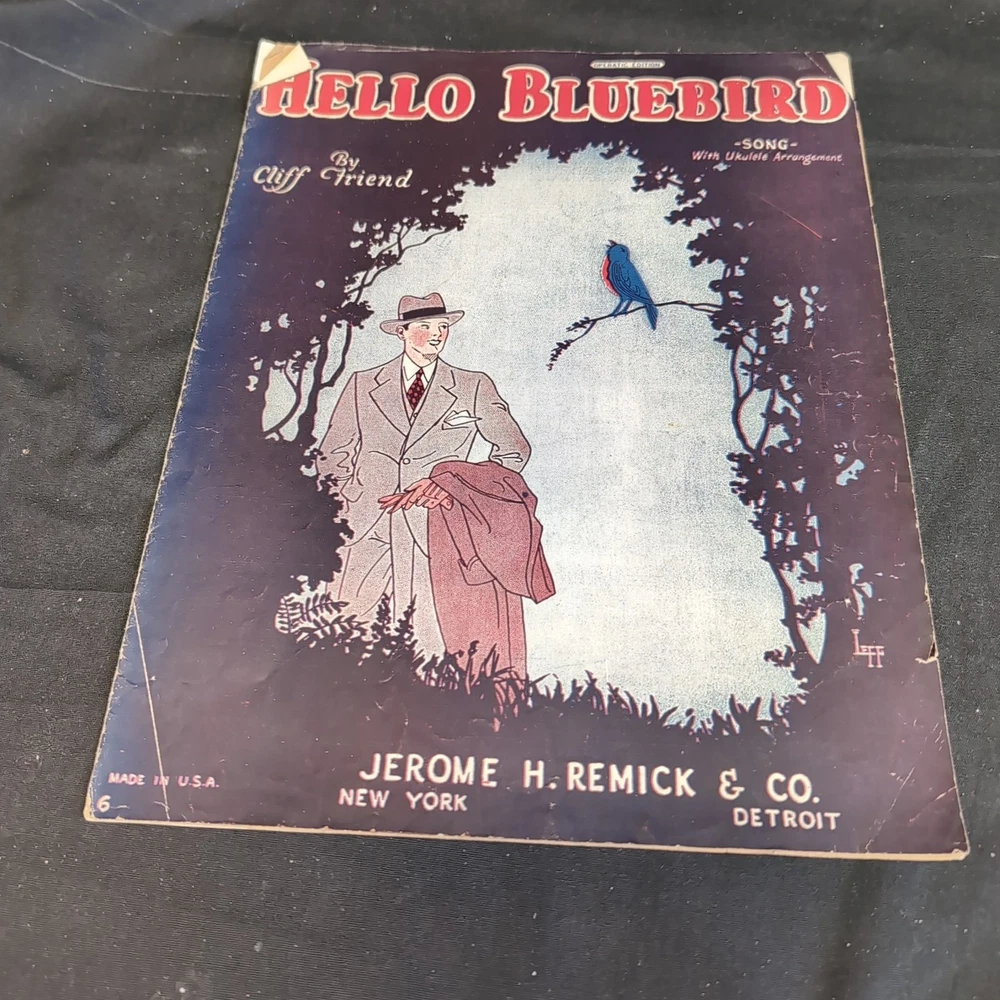 OPERATIC EDITION
HELLO BLUEBIRD
-SONG-
With Ukulele Arrangement
By
Cliff Friend
LEFF
JEROME H. REMICK & CO.
NEW YORK DETROIT
MADE IN U.S.A.
6